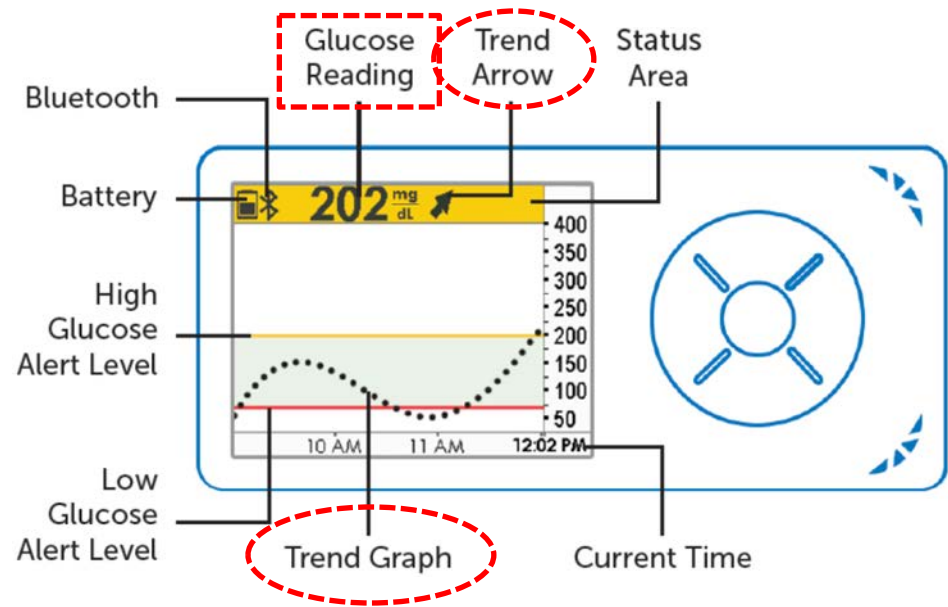 Glucose
Reading
Trend
Arrow
Status
Area
Bluetooth
Battery
202 mg
dL
400
350
300
250
200
150
100
50
High
Glucose
Alert Level
10 AM
11 AM
12:02 PM
Low
Glucose
Alert Level
Trend Graph
Current Time